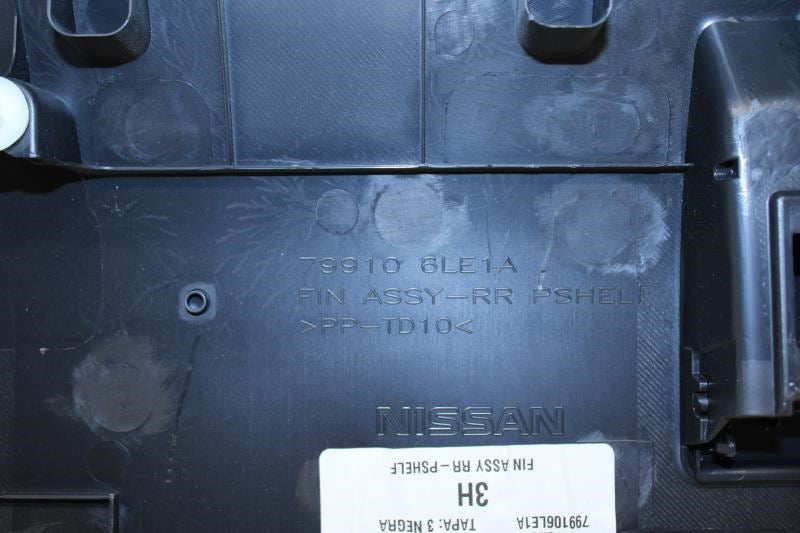 79910 6LE1A
FIN ASSY-RR PSHELF
>PP-TD10<
NISSAN
799106LE1A TAPA: 3 NEGRA
3H
FIN ASSY RR-PSHELF